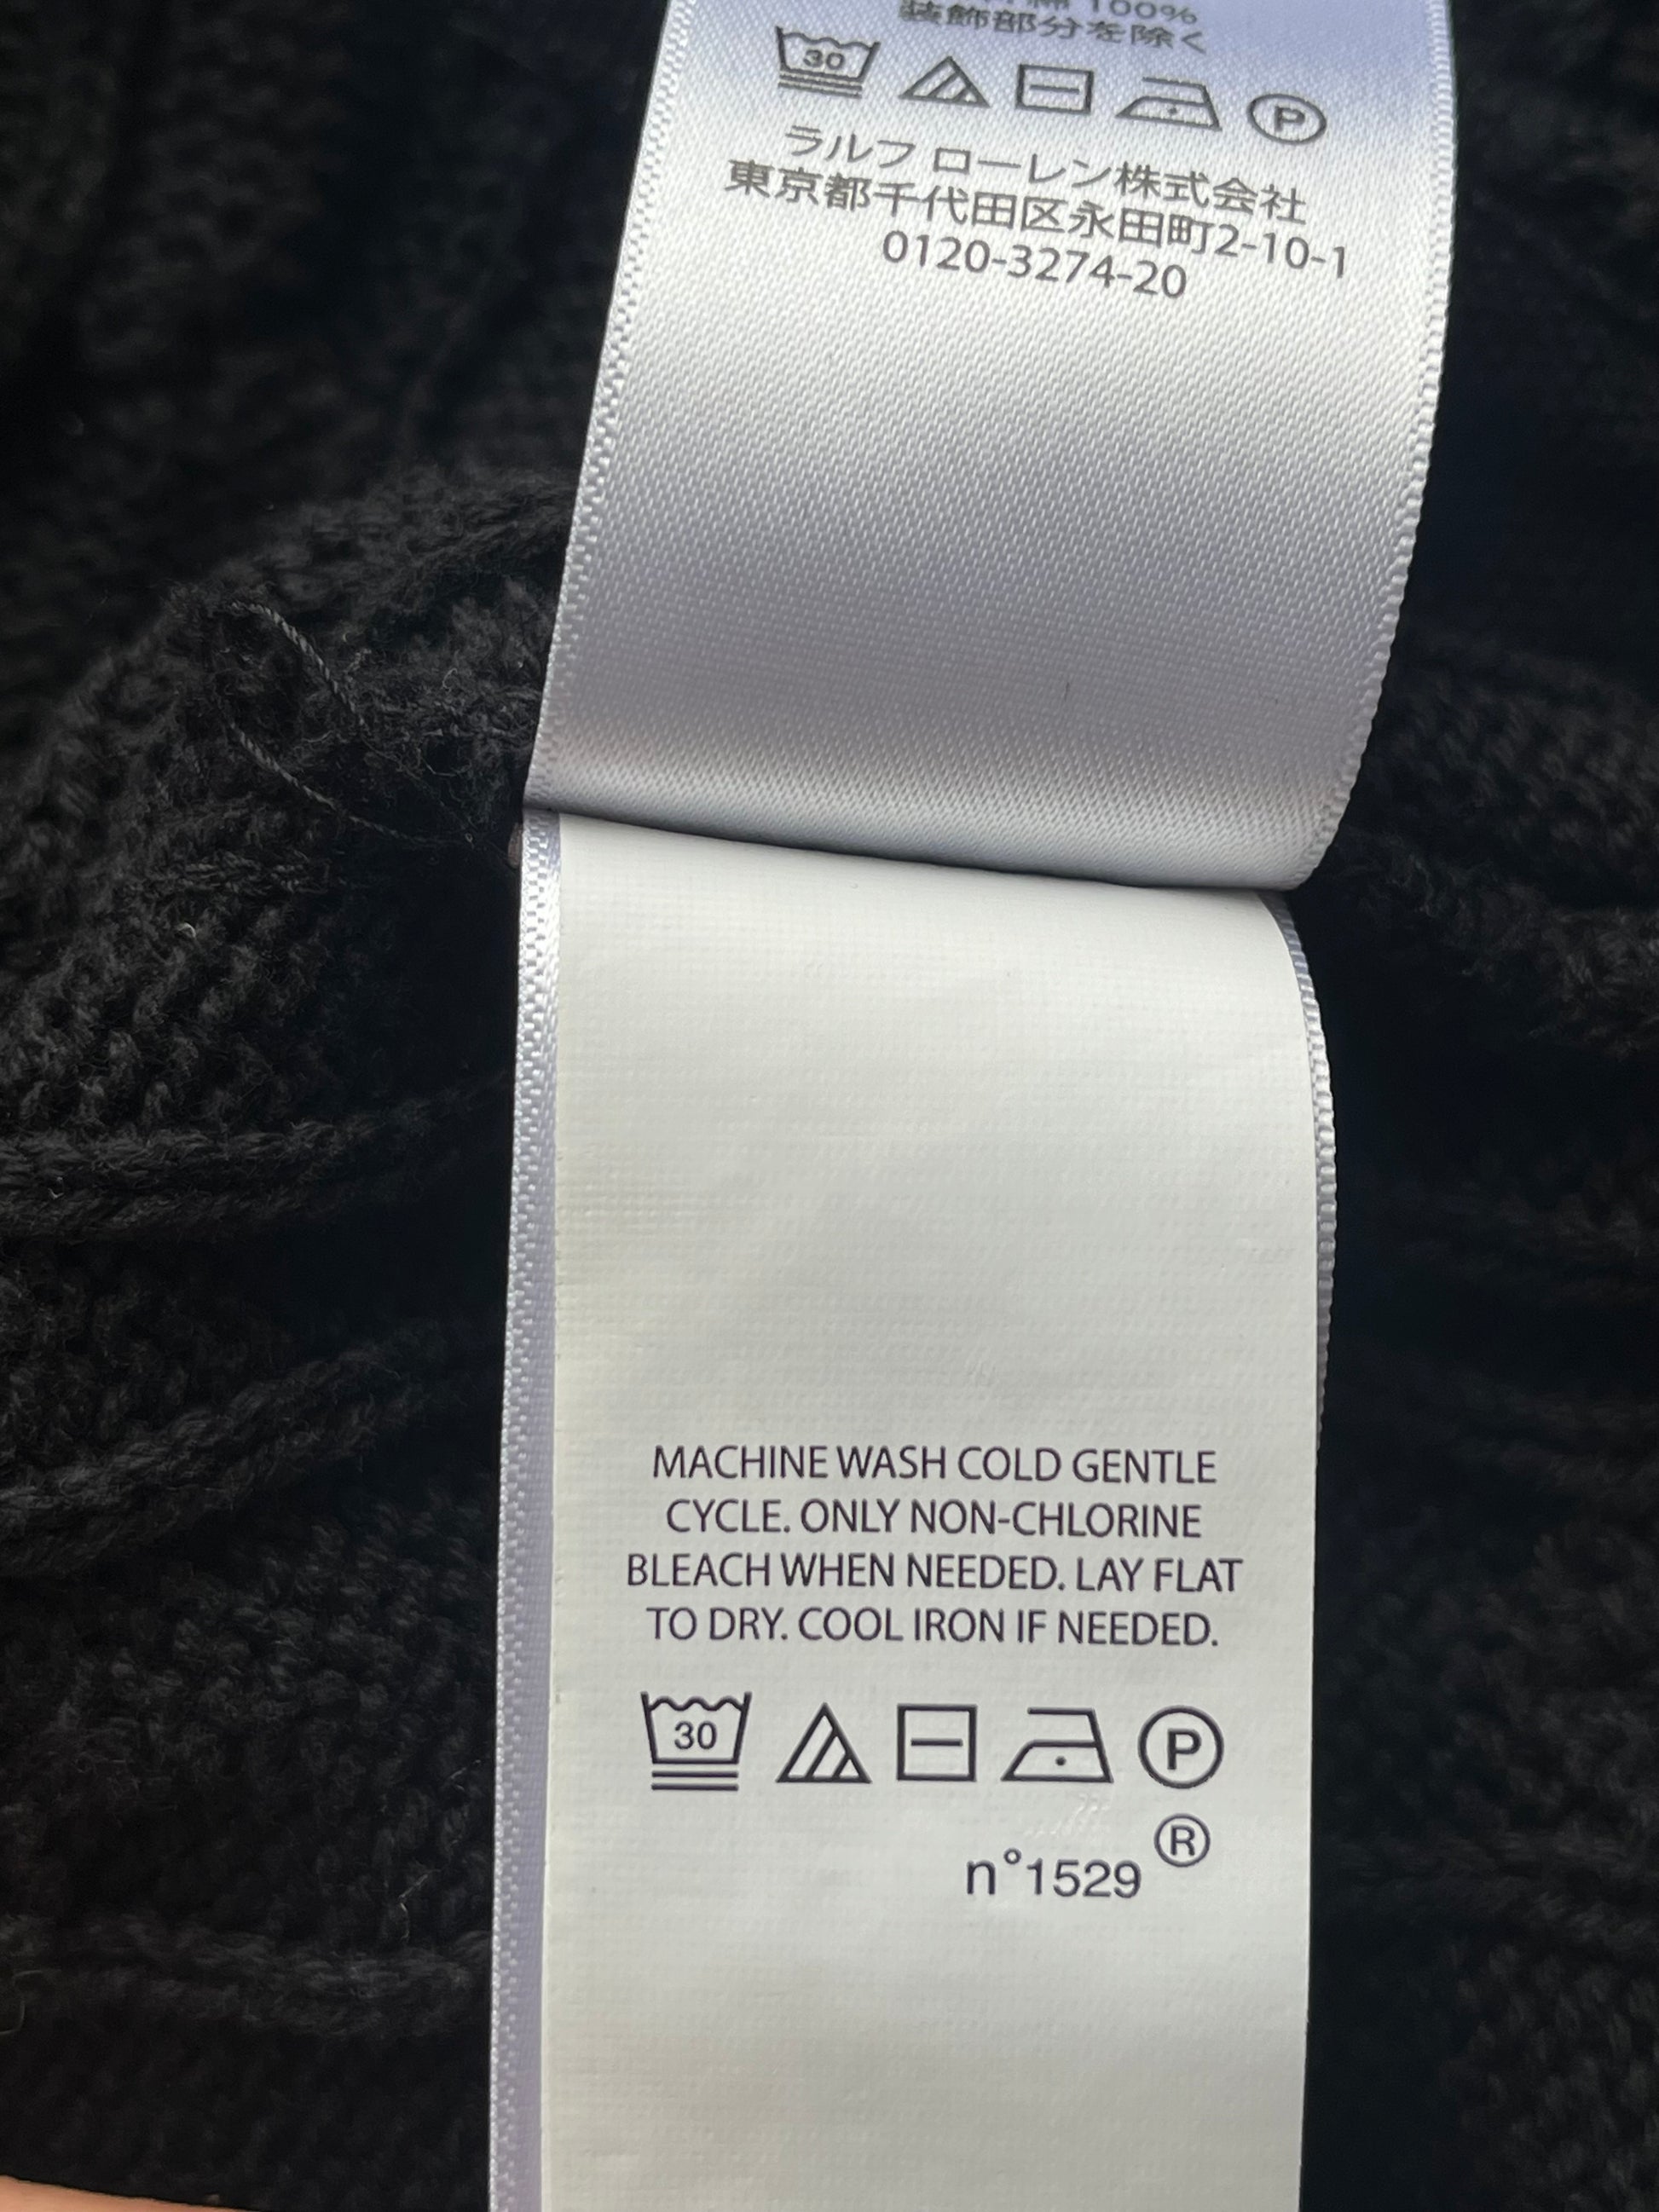 綿 100%
装飾部分を除く
30 P
ラルフ ローレン株式会社
東京都千代田区永田町2-10-1
0120-3274-20
MACHINE WASH COLD GENTLE
CYCLE. ONLY NON-CHLORINE
BLEACH WHEN NEEDED. LAY FLAT
TO DRY. COOL IRON IF NEEDED.
30 P
n°1529 ®